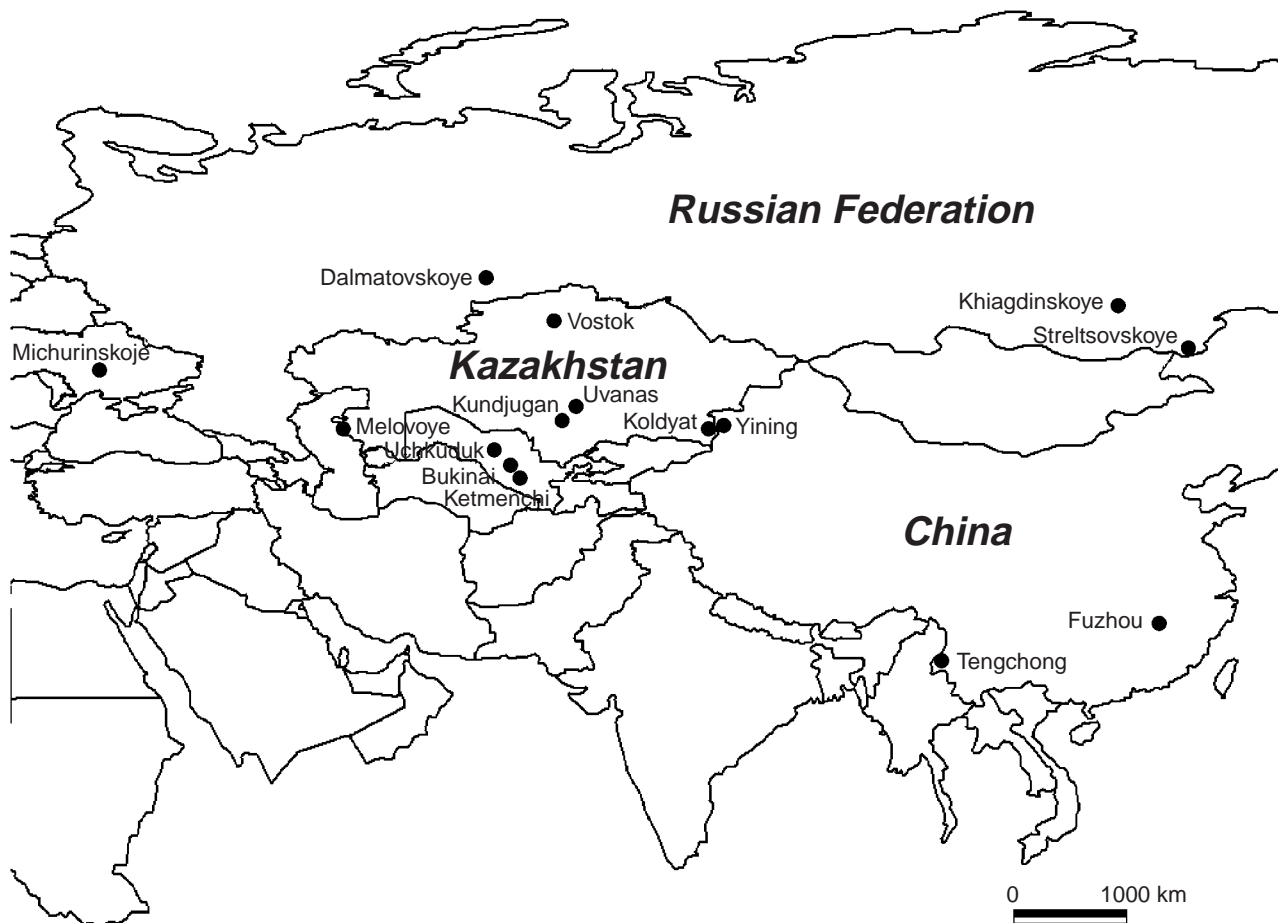 Russian Federation
Dalmatovskoye
Khiagdinskoye
Vostok
Streltsovskoye
Michurinskoje
Kazakhstan
Uvanas
Kundjugan
Koldyat
Yining
Melovoye
Uchkuduk
Bukinai
Ketmenchi
China
Fuzhou
Tengchong
0 1000 km